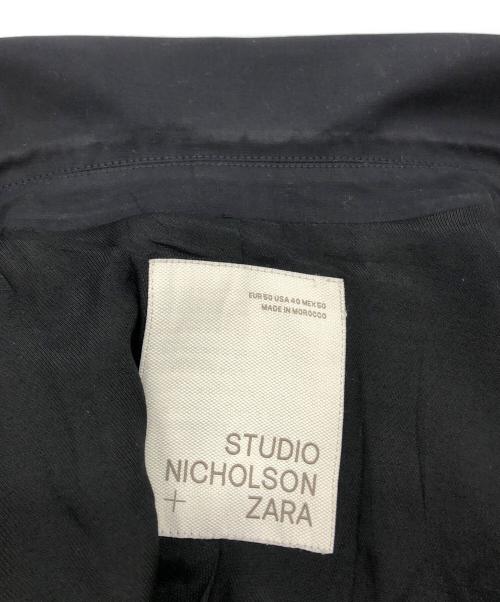 EUR 50 USA 40 MEX 50
MADE IN MOROCCO
STUDIO
NICHOLSON
+ ZARA